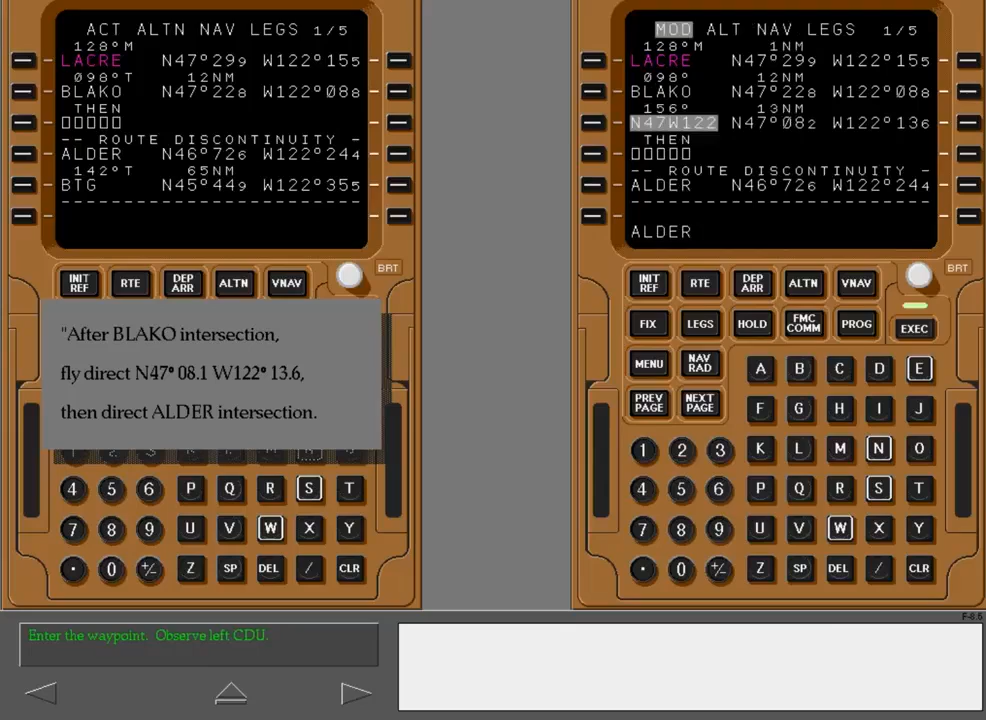 ACT ALTN NAV LEGS 1/5
128°M
LACRE N47°29₉ W122°15₅
098°T 12NM
BLAKO N47°22₈ W122°08₈
THEN
▯▯▯▯▯
-- ROUTE DISCONTINUITY -
ALDER N46°72₆ W122°24₄
142°T 65NM
BTG N45°44₉ W122°35₅
------------------------
INIT REF RTE DEP ARR ALTN VNAV BRT
"After BLAKO intersection,
fly direct N47° 08.1 W122° 13.6,
then direct ALDER intersection.
4 5 6 P Q R S T
7 8 9 U V W X Y
. 0 +/- Z SP DEL / CLR
MOD ALT NAV LEGS 1/5
128°M 1NM
LACRE N47°29₉ W122°15₅
098° 12NM
BLAKO N47°22₈ W122°08₈
156° 13NM
N47W122 N47°08₂ W122°13₆
THEN
▯▯▯▯▯
-- ROUTE DISCONTINUITY -
ALDER N46°72₆ W122°24₄
------------------------
ALDER
INIT REF RTE DEP ARR ALTN VNAV BRT
FIX LEGS HOLD FMC COMM PROG EXEC
MENU NAV RAD A B C D E
PREV PAGE NEXT PAGE F G H I J
1 2 3 K L M N O
4 5 6 P Q R S T
7 8 9 U V W X Y
. 0 +/- Z SP DEL / CLR
F-8.5
Enter the waypoint. Observe left CDU.